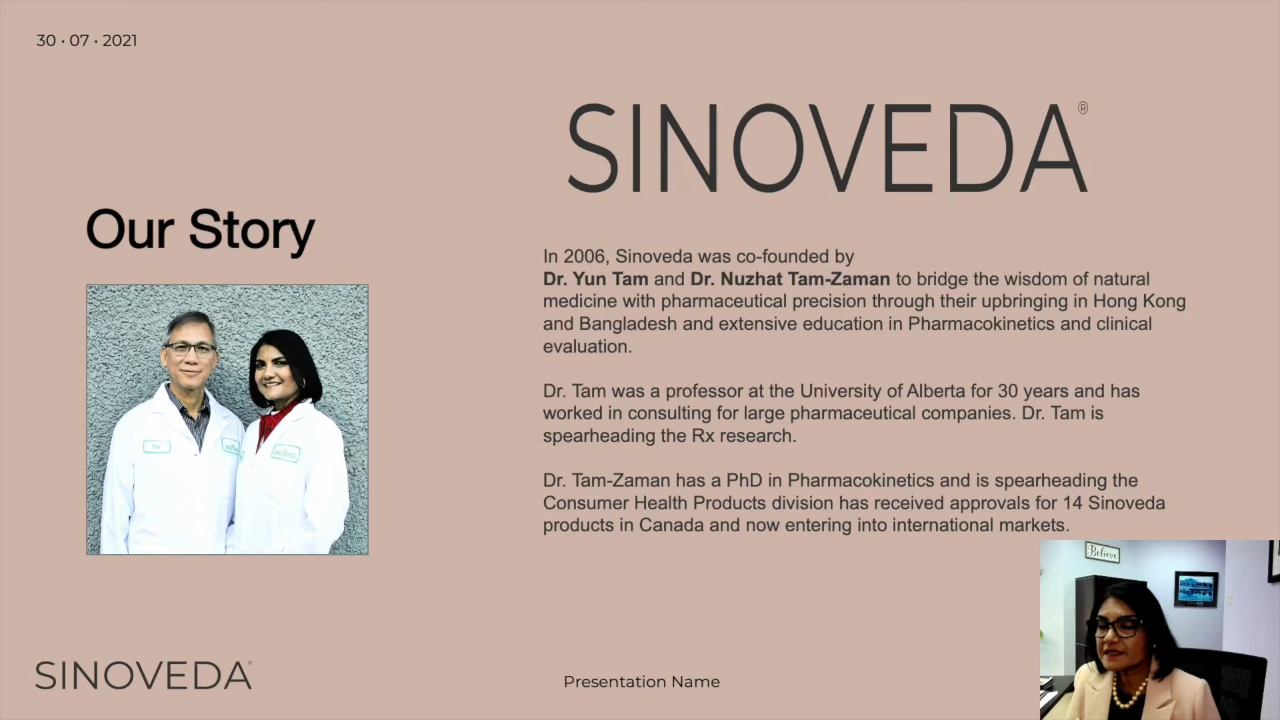 30 · 07 · 2021
SINOVEDA®
Our Story
In 2006, Sinoveda was co-founded by
Dr. Yun Tam and Dr. Nuzhat Tam-Zaman to bridge the wisdom of natural
medicine with pharmaceutical precision through their upbringing in Hong Kong
and Bangladesh and extensive education in Pharmacokinetics and clinical
evaluation.
Dr. Tam was a professor at the University of Alberta for 30 years and has
worked in consulting for large pharmaceutical companies. Dr. Tam is
spearheading the Rx research.
Dr. Tam-Zaman has a PhD in Pharmacokinetics and is spearheading the
Consumer Health Products division has received approvals for 14 Sinoveda
products in Canada and now entering into international markets.
Believe
SINOVEDA®
Presentation Name